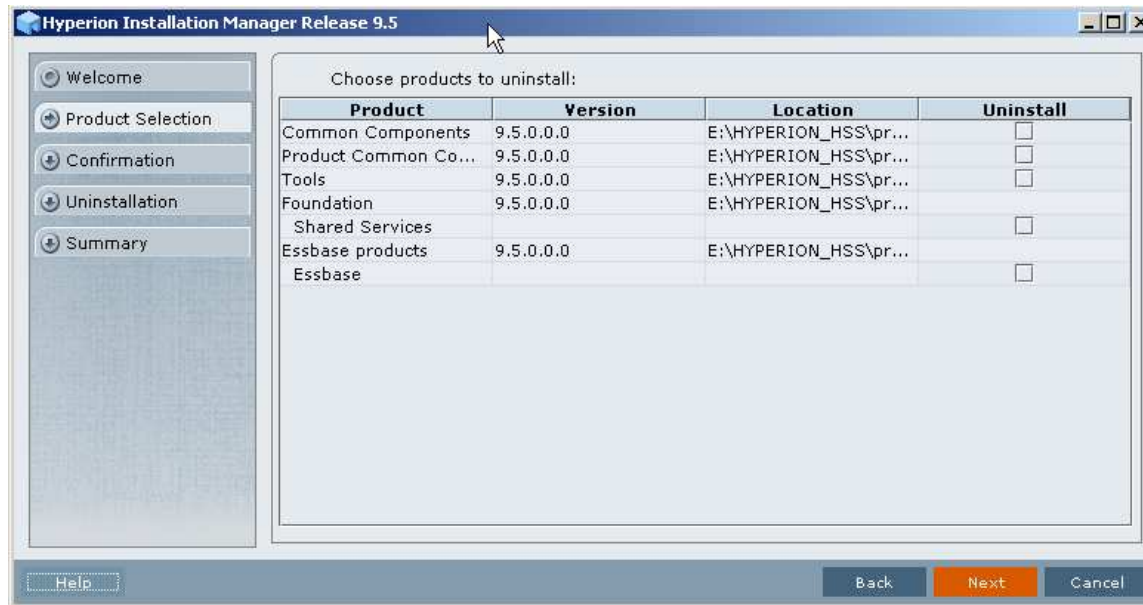 Hyperion Installation Manager Release 9.5
Welcome
Product Selection
Confirmation
Uninstallation
Summary
Choose products to uninstall:
Product Version Location Uninstall
Common Components 9.5.0.0.0 E:\HYPERION_HSS\pr...
Product Common Co... 9.5.0.0.0 E:\HYPERION_HSS\pr...
Tools 9.5.0.0.0 E:\HYPERION_HSS\pr...
Foundation 9.5.0.0.0 E:\HYPERION_HSS\pr...
Shared Services
Essbase products 9.5.0.0.0 E:\HYPERION_HSS\pr...
Essbase
Help Back Next Cancel